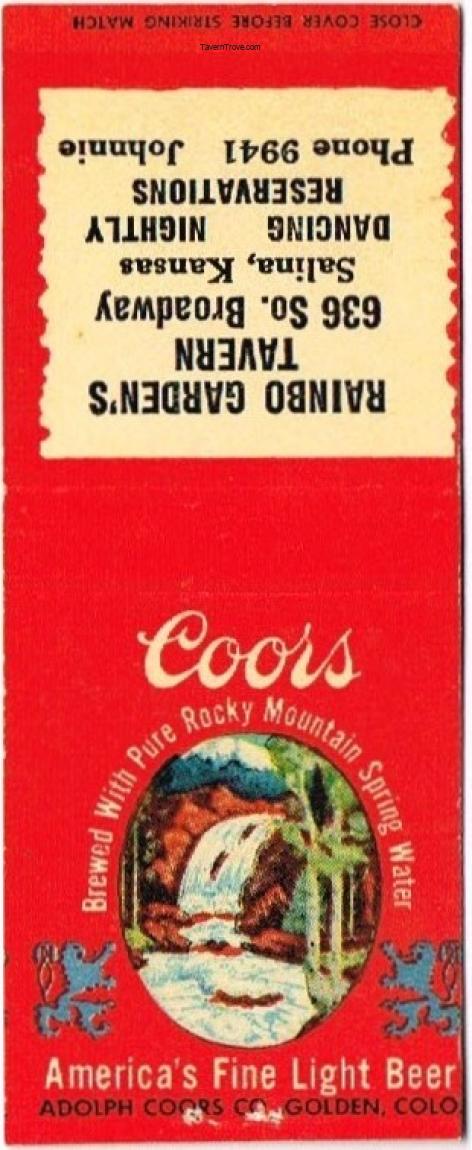 CLOSE COVER BEFORE STRIKING MATCH
TavernTrove.com
RAINBO GARDEN'S
TAVERN
636 So. Broadway
Salina, Kansas
DANCING NIGHTLY
RESERVATIONS
Phone 9941 Johnnie
Coors
Brewed With Pure Rocky Mountain Spring Water
America's Fine Light Beer
ADOLPH COORS CO. GOLDEN, COLO.